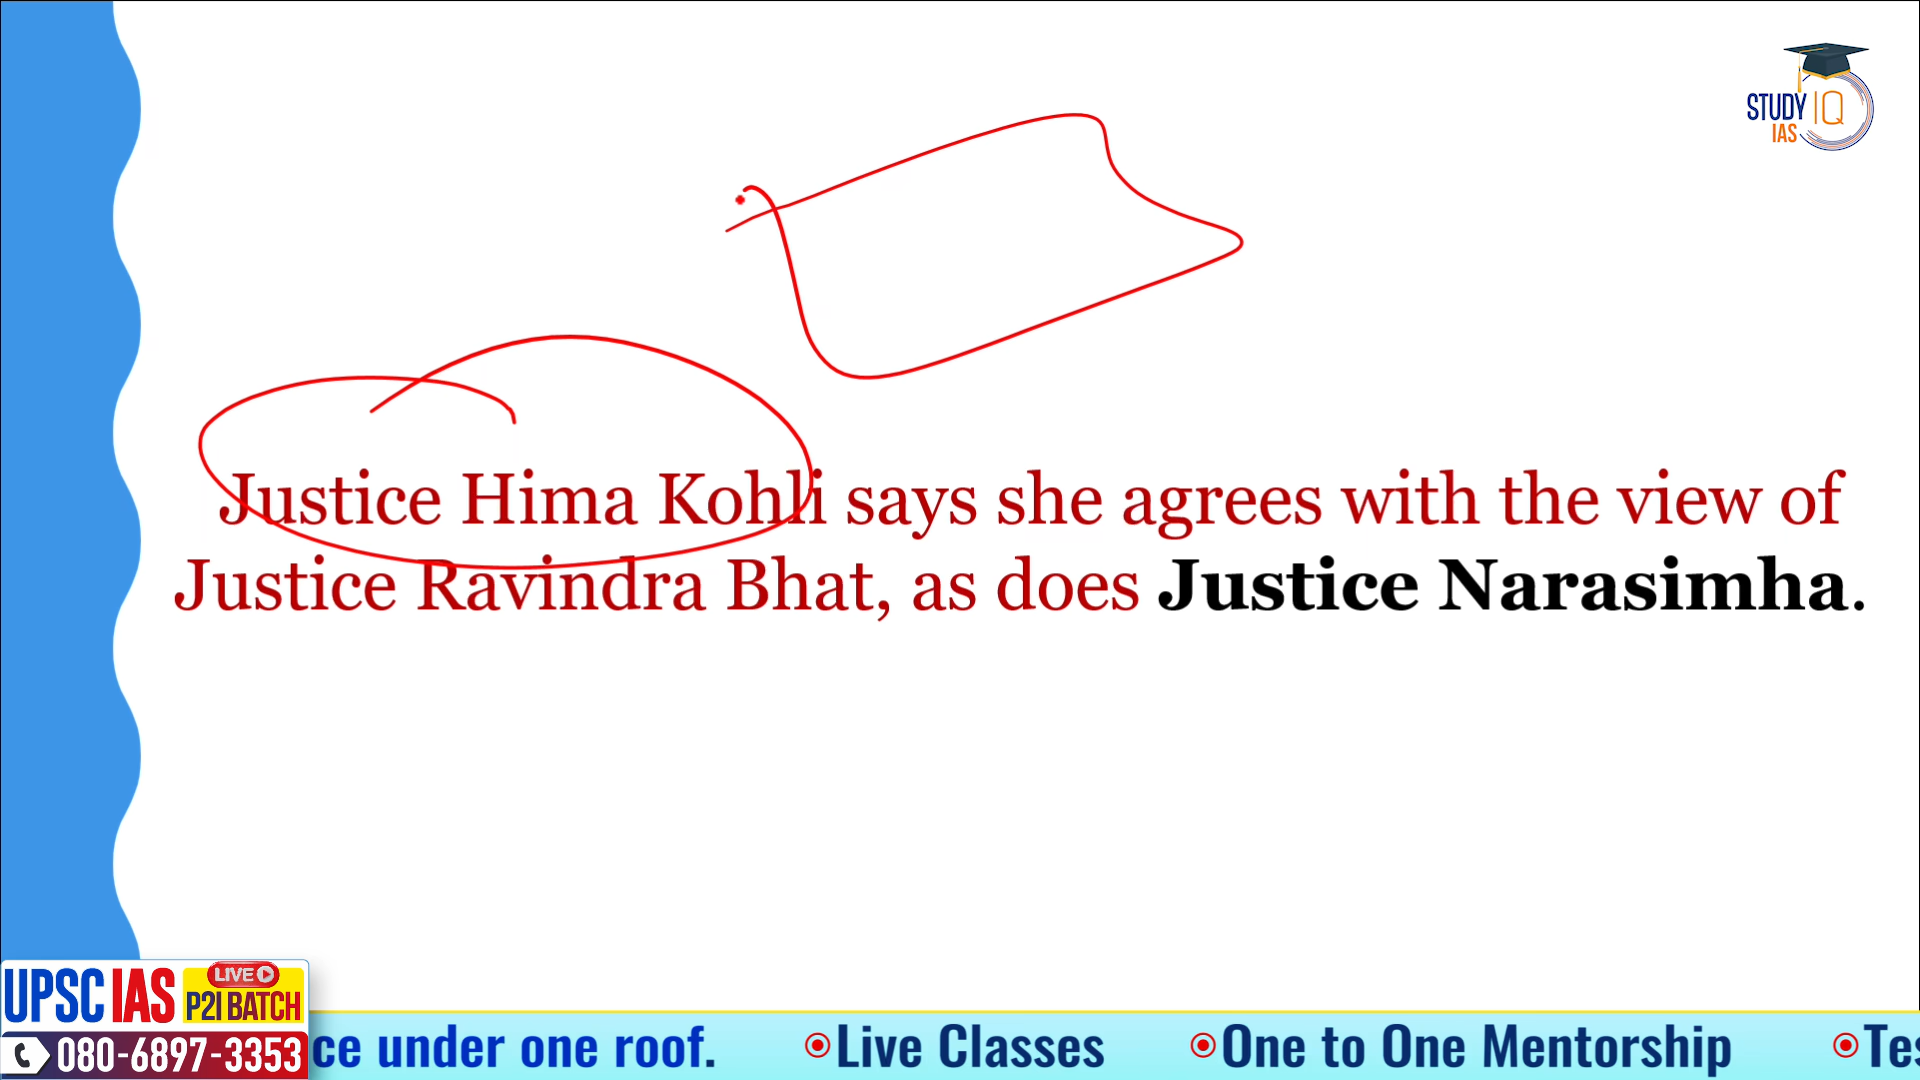 STUDY IQ
IAS
Justice Hima Kohli says she agrees with the view of
Justice Ravindra Bhat, as does Justice Narasimha.
UPSC IAS
LIVE
P2I BATCH
080-6897-3353
ce under one roof.
Live Classes
One to One Mentorship